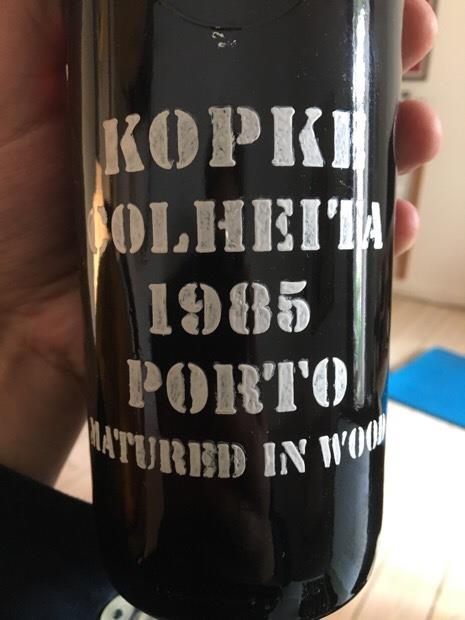 KOPKE
COLHEITA
1985
PORTO
MATURED IN WOOD